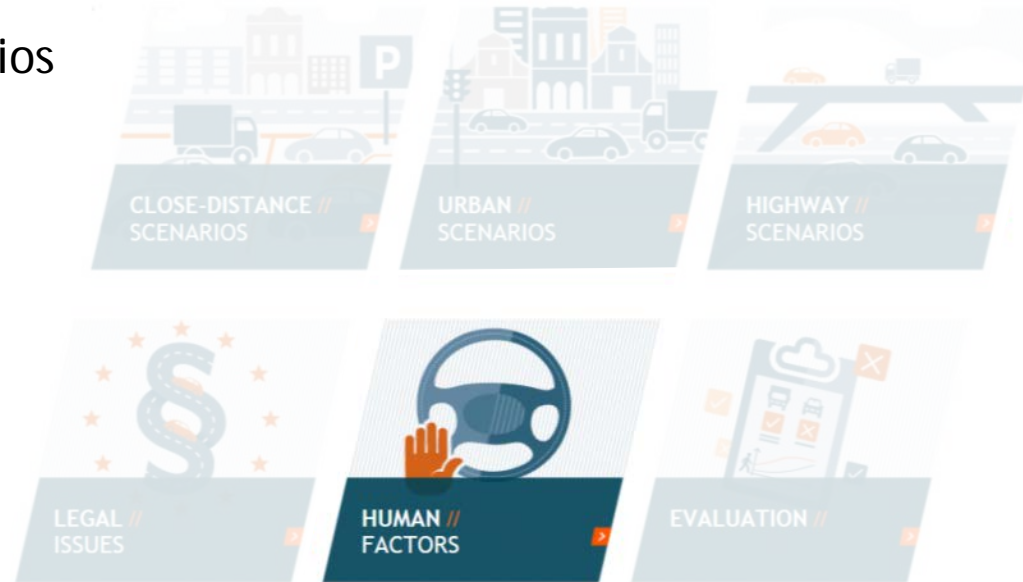 ios
P
CLOSE-DISTANCE //
SCENARIOS
URBAN //
SCENARIOS
HIGHWAY //
SCENARIOS
LEGAL //
ISSUES
HUMAN //
FACTORS
EVALUATION //